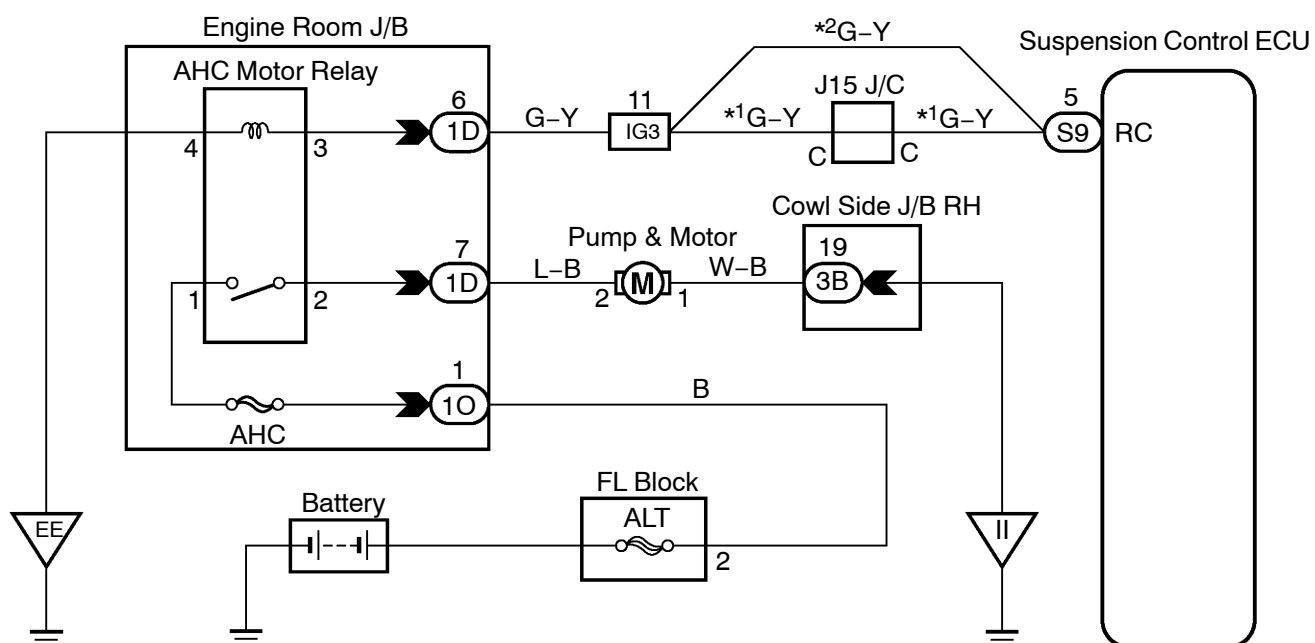 Engine Room J/B
*2G–Y
Suspension Control ECU
AHC Motor Relay
J15 J/C
6
11
5
1D
G–Y
IG3
*1G–Y
*1G–Y
S9
RC
4
3
C
C
Cowl Side J/B RH
7
Pump & Motor
19
1D
L–B
M
W–B
3B
1
2
2
1
1
B
1O
AHC
FL Block
Battery
ALT
EE
II
2